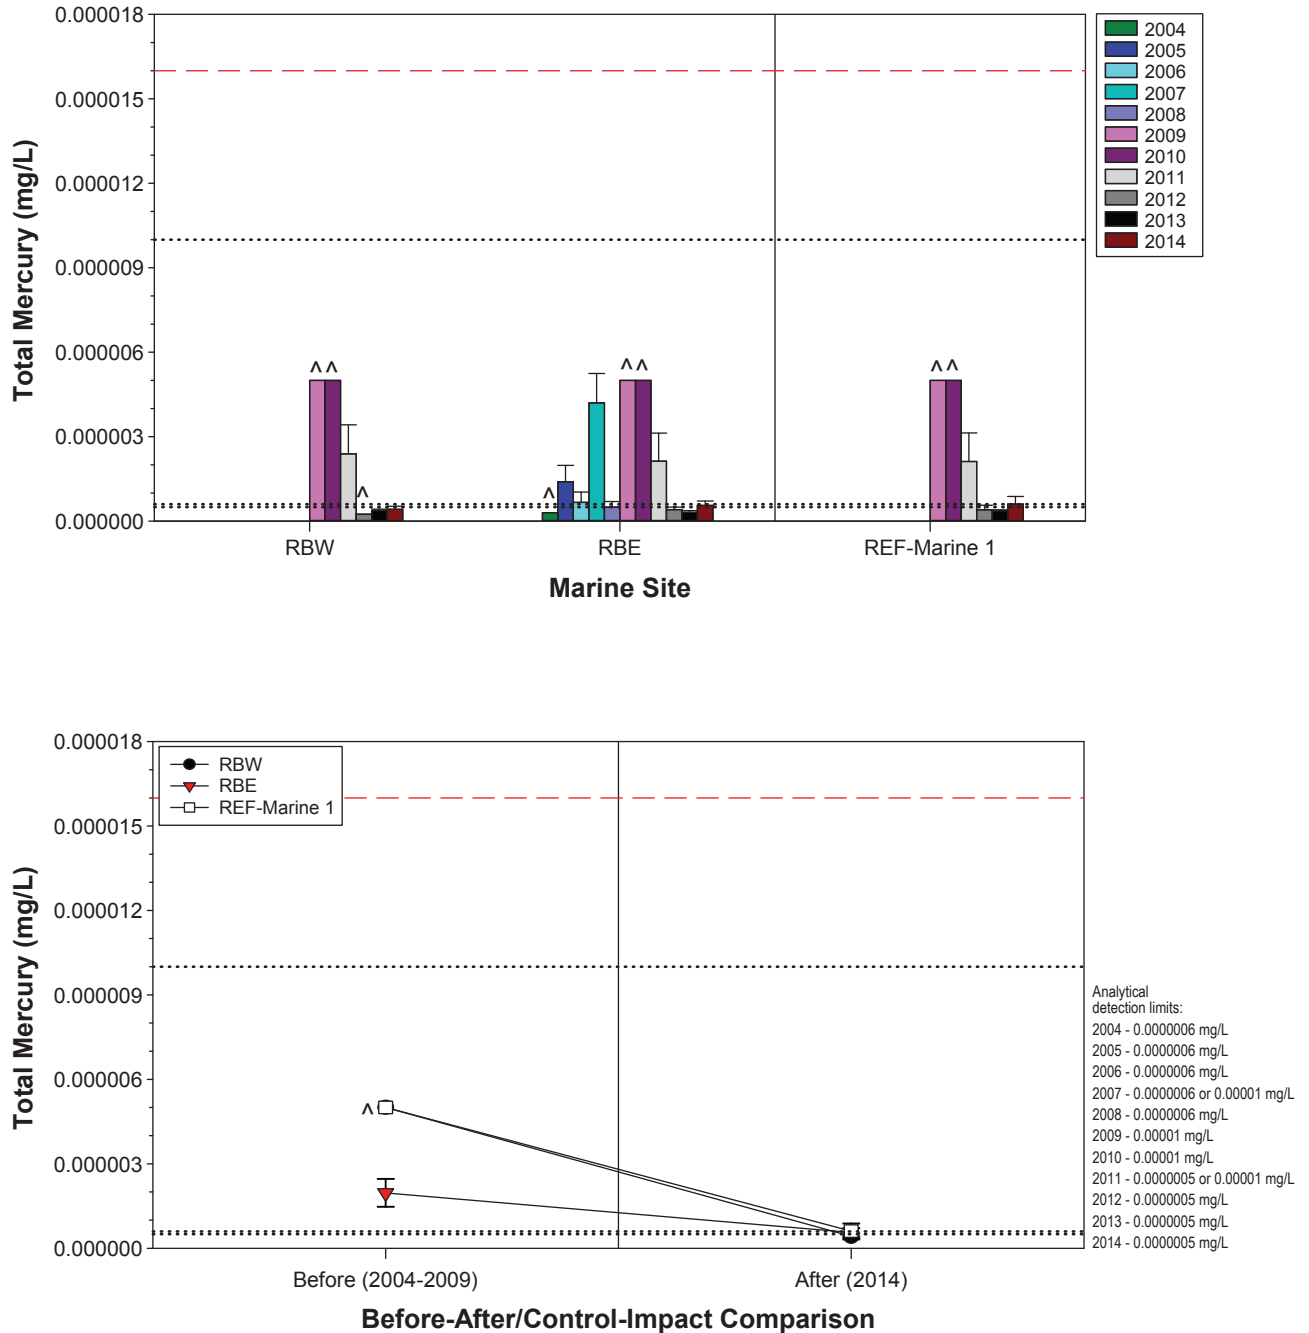 0.000018
0.000015
0.000012
0.000009
0.000006
0.000003
0.000000
Total Mercury (mg/L)
^ ^
^
^
^ ^
^ ^
RBW
RBE
REF-Marine 1
Marine Site
2004
2005
2006
2007
2008
2009
2010
2011
2012
2013
2014
0.000018
0.000015
0.000012
0.000009
0.000006
0.000003
0.000000
Total Mercury (mg/L)
RBW
RBE
REF-Marine 1
^
Before (2004-2009)
After (2014)
Before-After/Control-Impact Comparison
Analytical
detection limits:
2004 - 0.0000006 mg/L
2005 - 0.0000006 mg/L
2006 - 0.0000006 mg/L
2007 - 0.0000006 or 0.00001 mg/L
2008 - 0.0000006 mg/L
2009 - 0.00001 mg/L
2010 - 0.00001 mg/L
2011 - 0.0000005 or 0.00001 mg/L
2012 - 0.0000005 mg/L
2013 - 0.0000005 mg/L
2014 - 0.0000005 mg/L